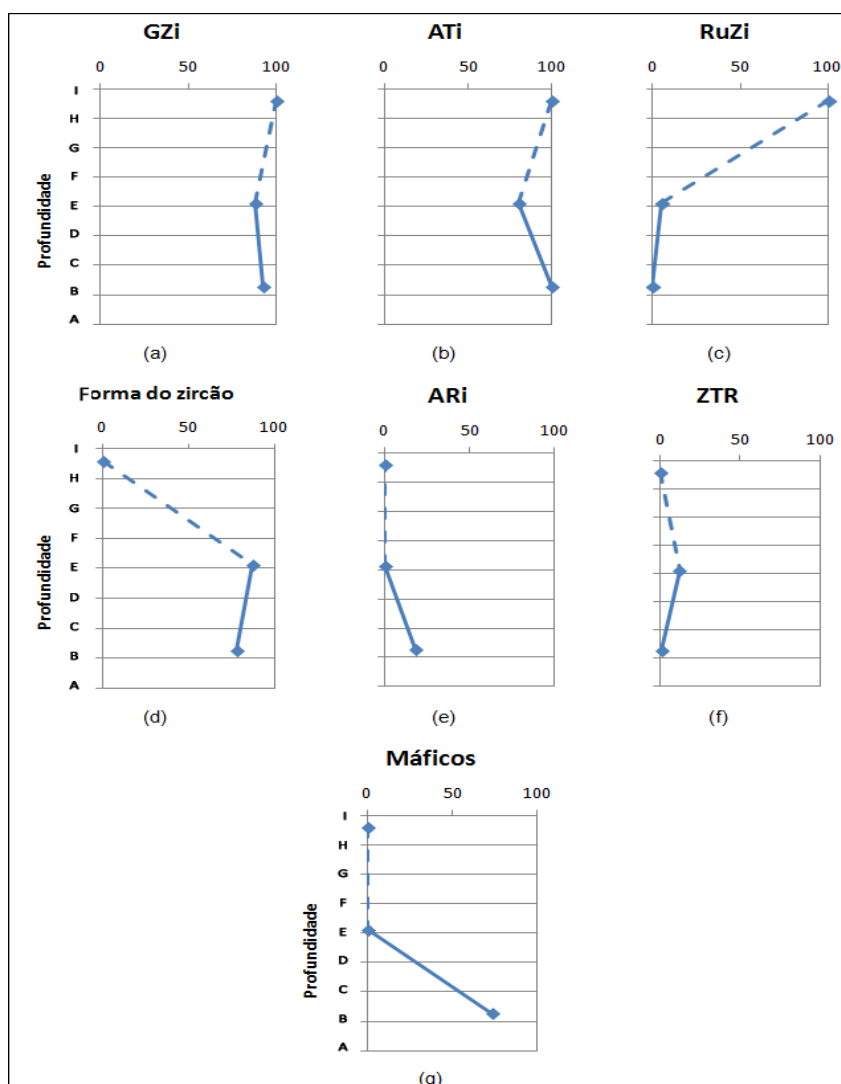 GZi ATi RuZi
0 50 100 0 50 100 0 50 100
I
H
G
F
E
D
C
B
A
Profundidade
(a) (b) (c)
Forma do zircão ARi ZTR
0 50 100 0 50 100 0 50 100
I
H
G
F
E
D
C
B
A
Profundidade
(d) (e) (f)
Máficos
0 50 100
I
H
G
F
E
D
C
B
A
Profundidade
(g)